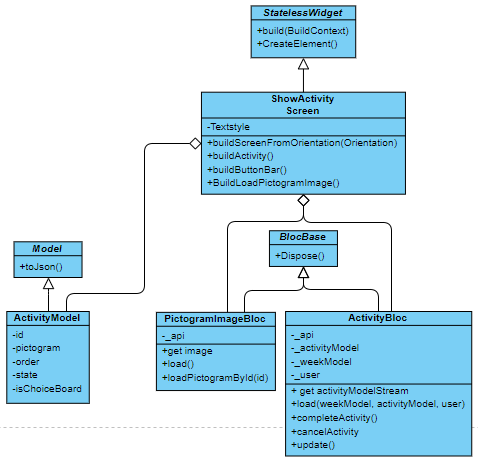 StatelessWidget
+build(BuildContext)
+CreateElement()
ShowActivity
Screen
-Textstyle
+buildScreenFromOrientation(Orientation)
+buildActivity()
+buildButtonBar()
+BuildLoadPictogramImage()
Model
+toJson()
BlocBase
+Dispose()
ActivityModel
-id
-pictogram
-order
-state
-isChoiceBoard
PictogramImageBloc
-_api
+get image
+load()
+loadPictogramById(id)
ActivityBloc
-_api
-_activityModel
-_weekModel
-_user
+ get activityModelStream
+load(weekModel, activityModel, user)
+completeActivity()
+cancelActivity
+update()